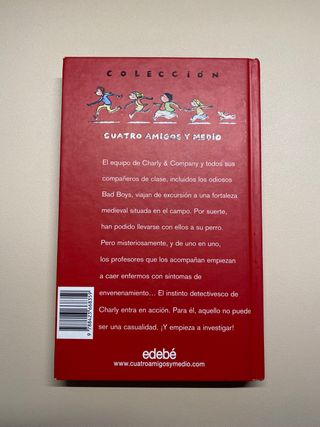 COLECCIÓN
CUATRO AMIGOS Y MEDIO
El equipo de Charly & Company y todos sus
compañeros de clase, incluidos los odiosos
Bad Boys, viajan de excursión a una fortaleza
medieval situada en el campo. Por suerte,
han podido llevarse con ellos a su perro.
Pero misteriosamente, y de uno en uno,
los profesores que los acompañan empiezan
a caer enfermos con síntomas de
envenenamiento... El instinto detectivesco de
Charly entra en acción. Para él, aquello no puede
ser una casualidad. ¡Y empieza a investigar!
edebé
www.cuatroamigosymedio.com